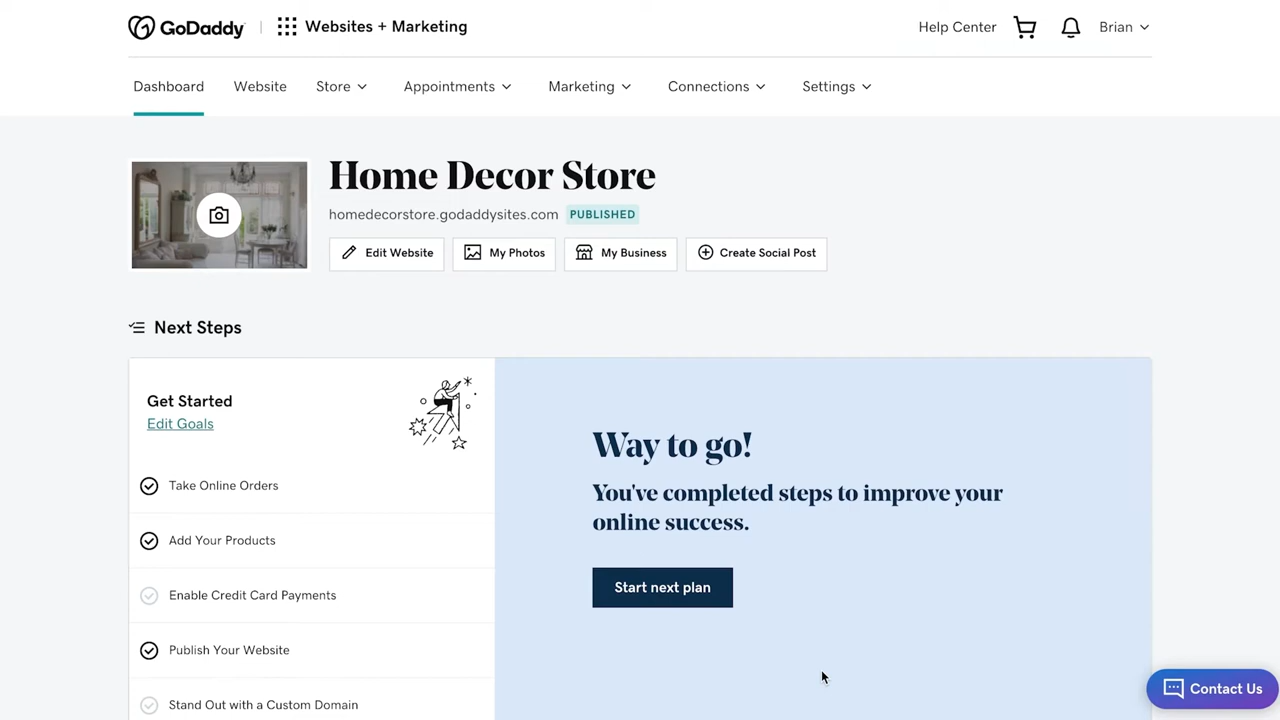 GoDaddy
Websites + Marketing
Help Center
Brian
Dashboard
Website
Store
Appointments
Marketing
Connections
Settings
Home Decor Store
homedecorstore.godaddysites.com
PUBLISHED
Edit Website
My Photos
My Business
Create Social Post
Next Steps
Get Started
Edit Goals
Take Online Orders
Add Your Products
Enable Credit Card Payments
Publish Your Website
Stand Out with a Custom Domain
Way to go!
You've completed steps to improve your
online success.
Start next plan
Contact Us